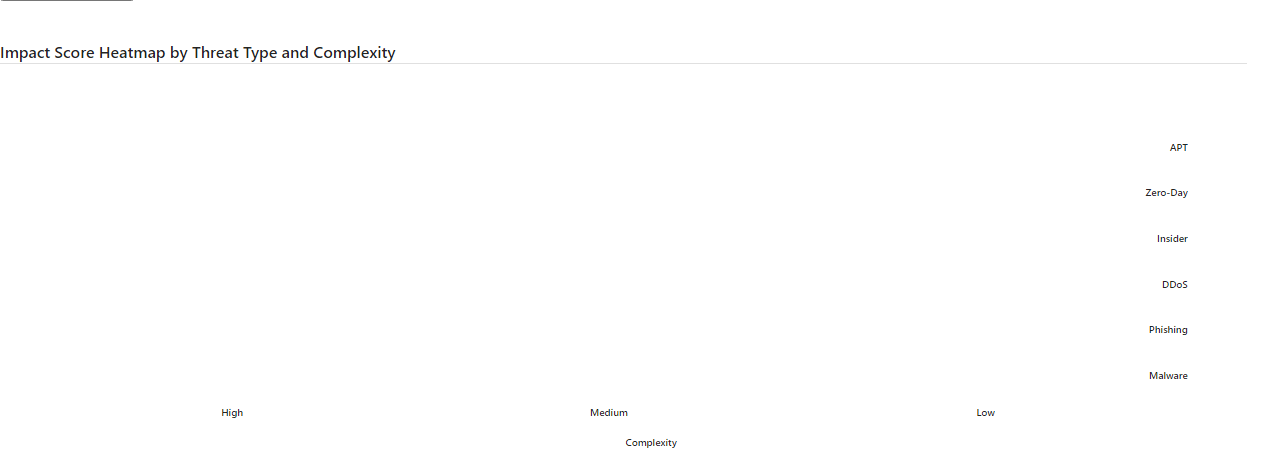 Impact Score Heatmap by Threat Type and Complexity
APT
Zero-Day
Insider
DDoS
Phishing
Malware
High Medium Low
Complexity